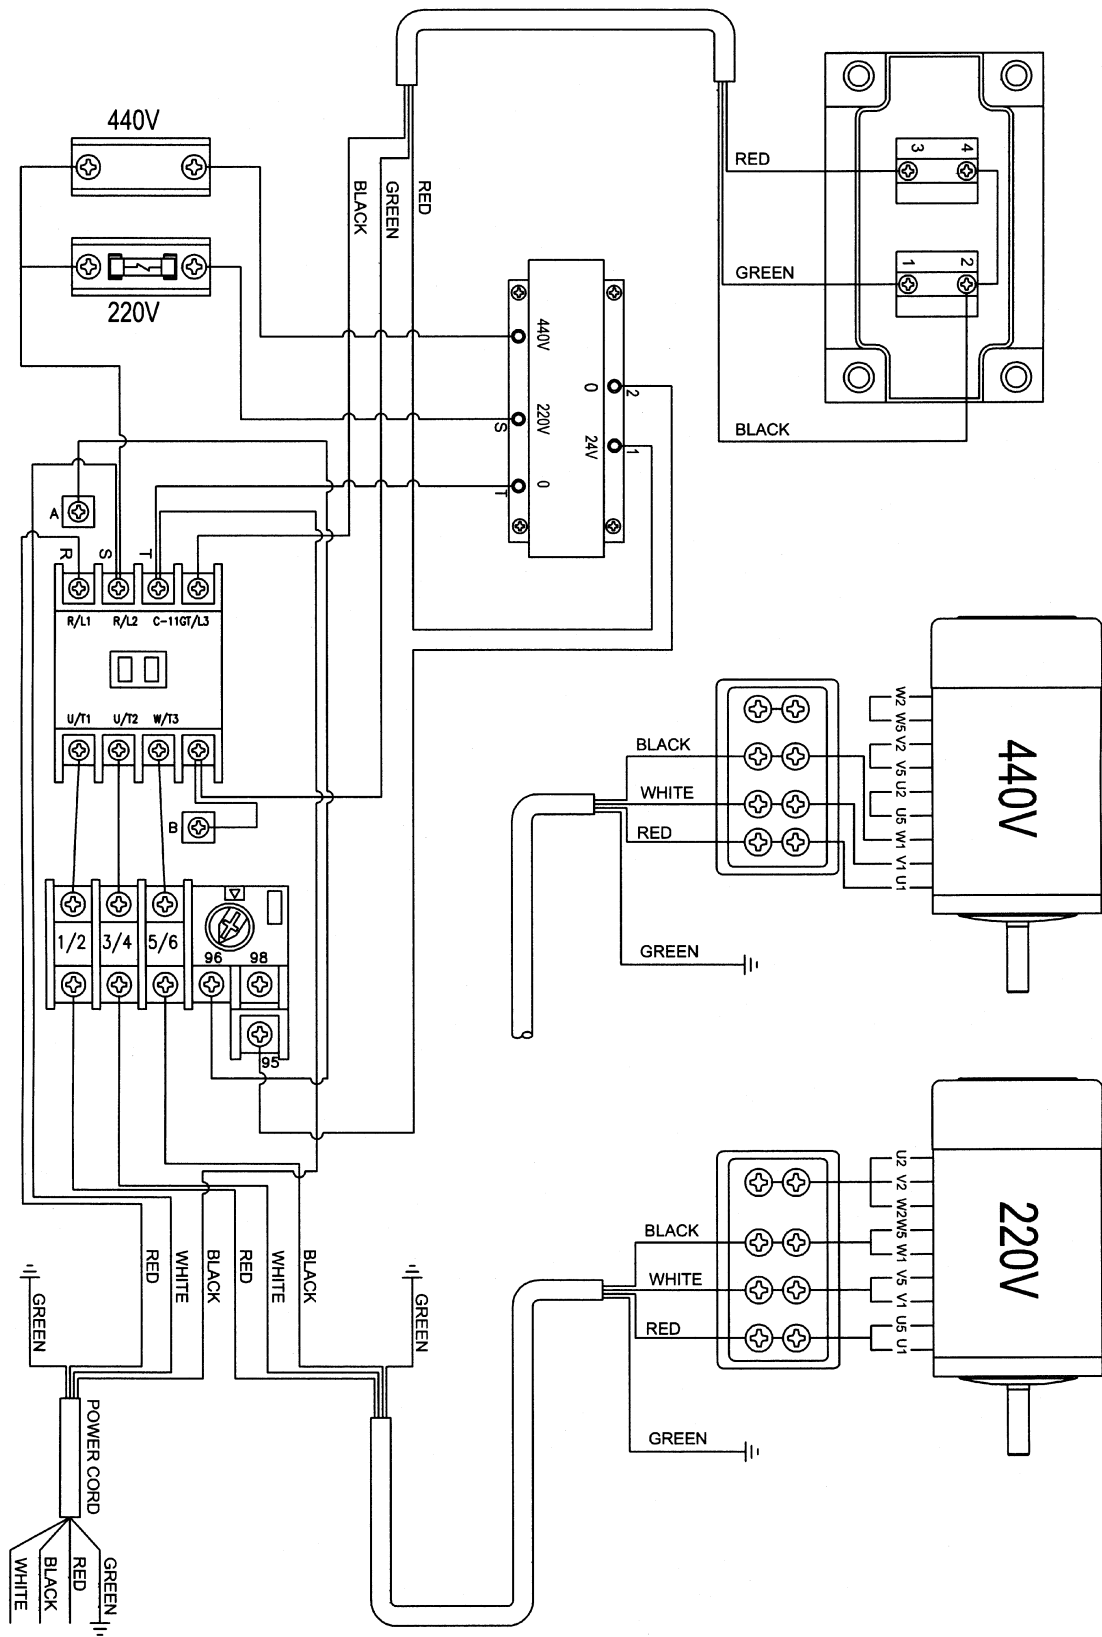 440V
220V
BLACK
GREEN
RED
RED
GREEN
BLACK
3 4
1 2
440V
220V
0
S
T
0
24V
2
1
A
R
S
T
R/L1 R/L2 C-11GT/L3
U/T1 U/T2 W/T3
B
1/2 3/4 5/6
96 98
95
BLACK
WHITE
RED
GREEN
W2
W5
V2
V5
U2
U5
W1
V1
U1
440V
BLACK
WHITE
RED
GREEN
U2
V2
W2
W5
W1
V5
V1
U5
U1
220V
RED
WHITE
BLACK
RED
WHITE
BLACK
GREEN
GREEN
POWER CORD
WHITE
BLACK
RED
GREEN